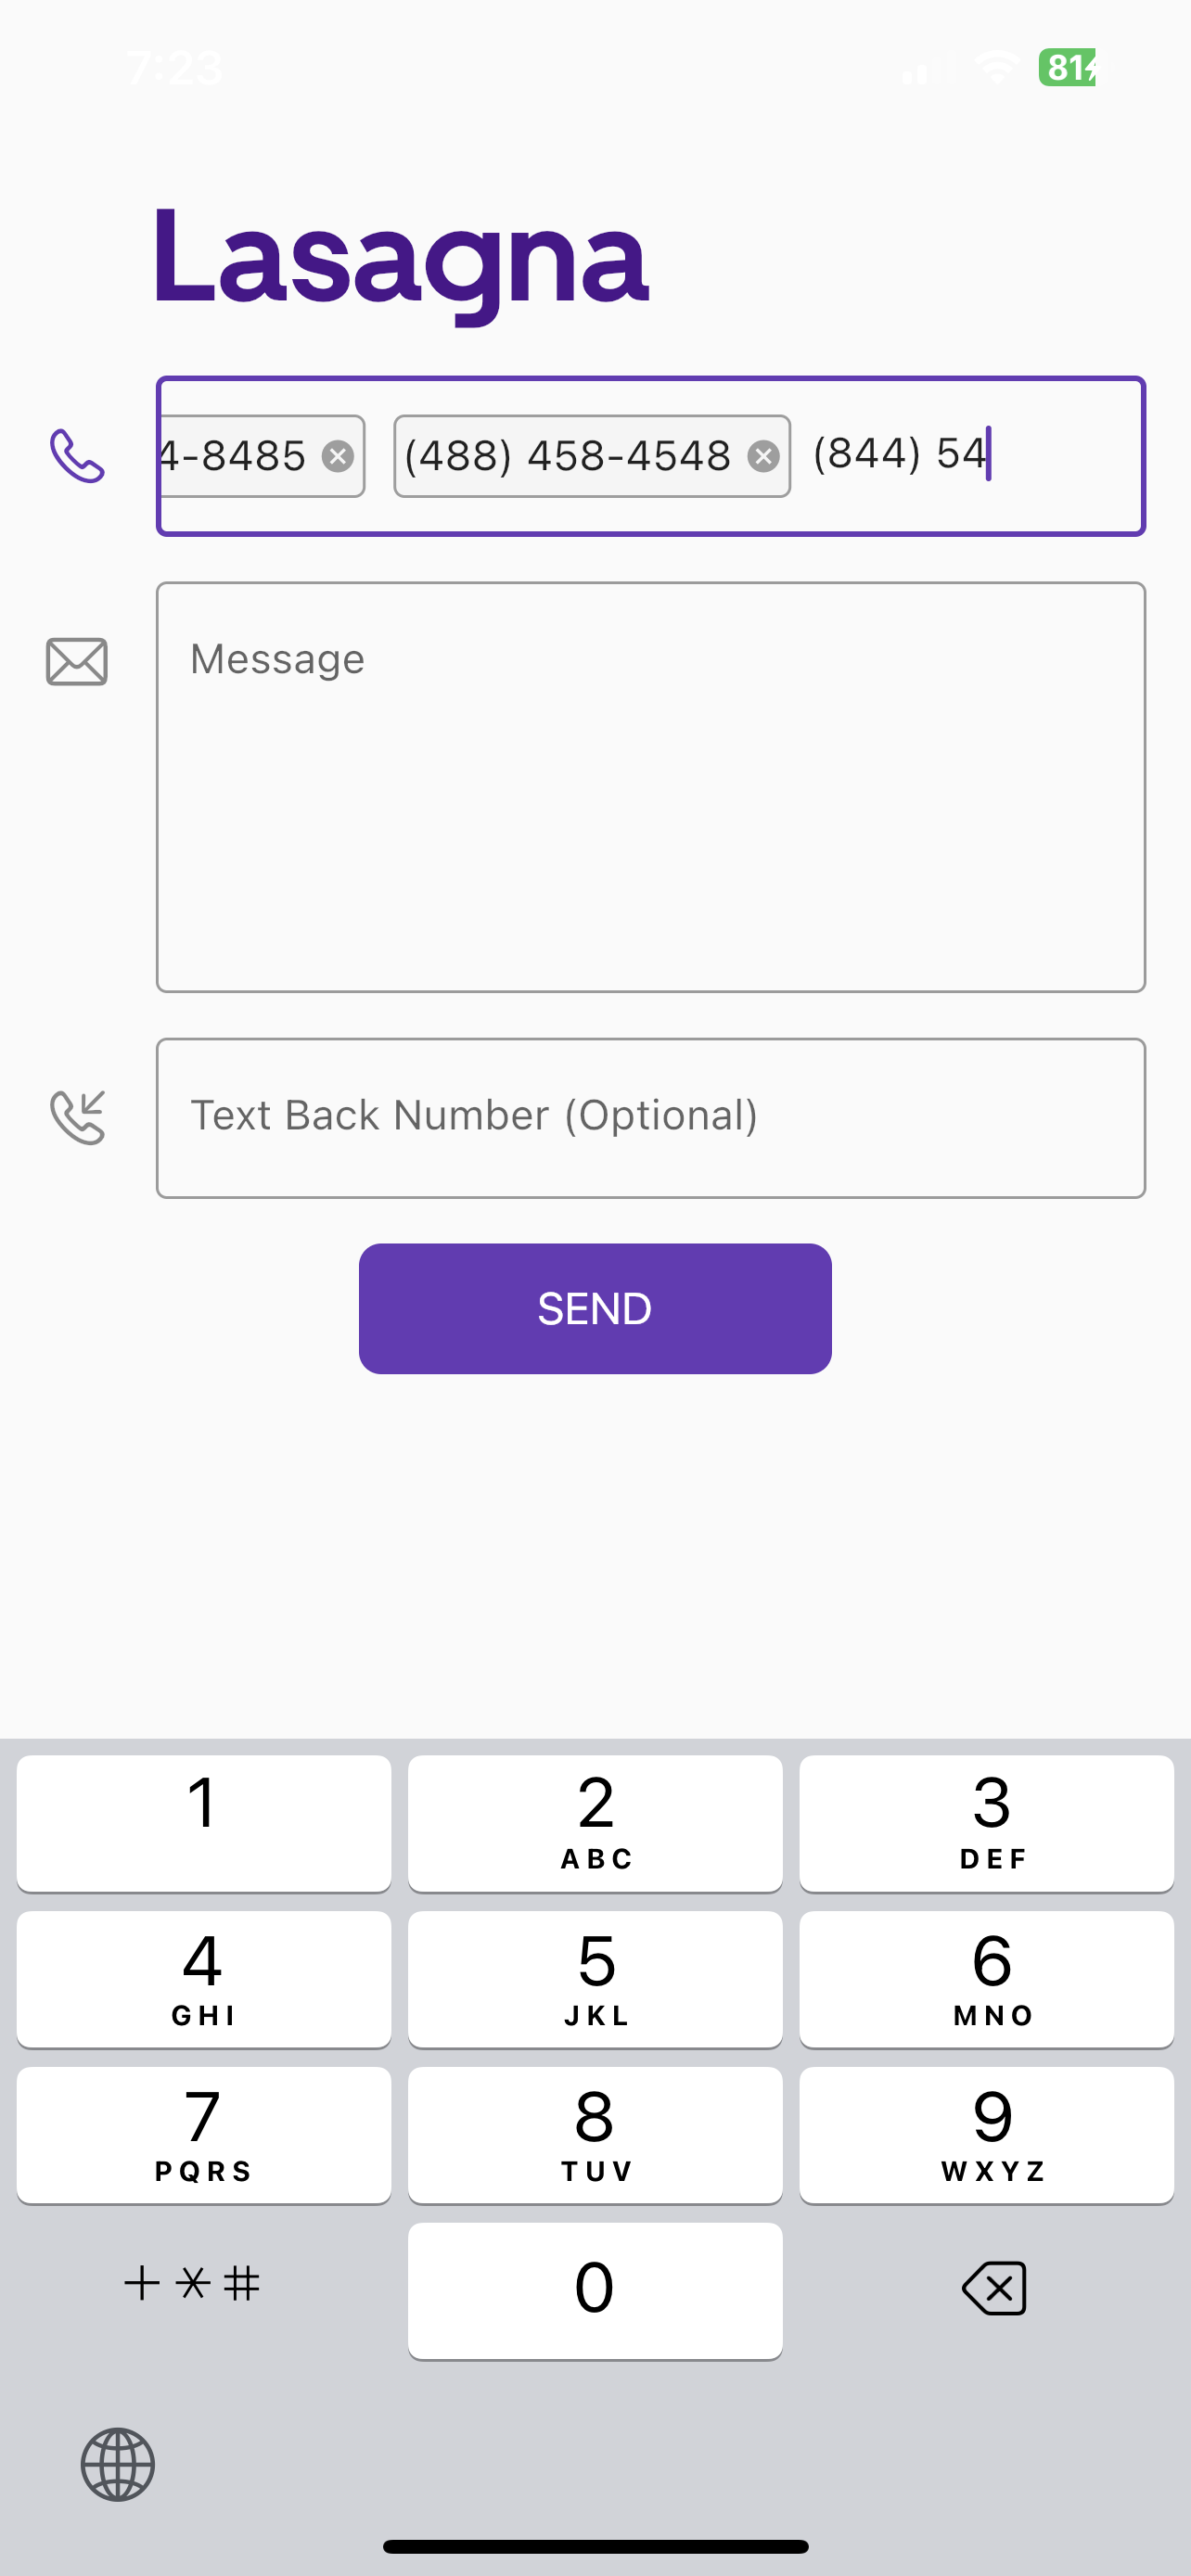 7:23
81
Lasagna
4-8485 (488) 458-4548 (844) 54
Message
Text Back Number (Optional)
SEND
1 2 3
ABC DEF
4 5 6
GHI JKL MNO
7 8 9
PQRS TUV WXYZ
+*# 0